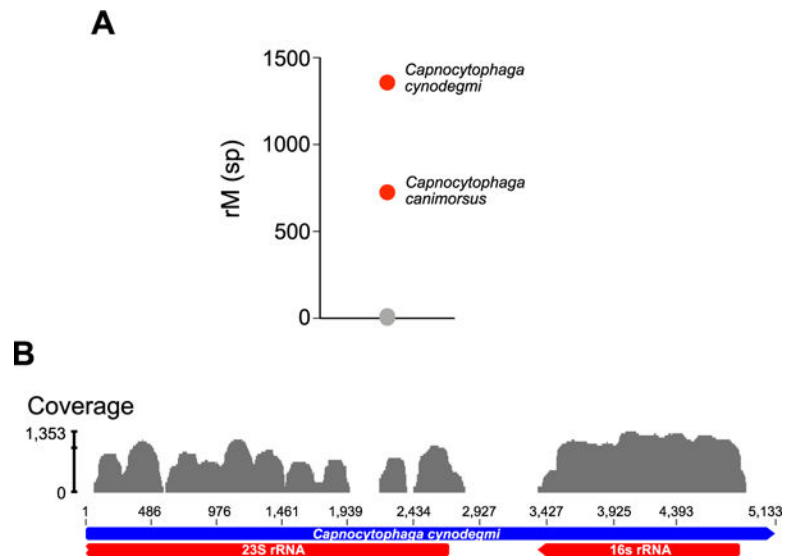 A
1500
1000
500
0
rM (sp)
Capnocytophaga
cynodegmi
Capnocytophaga
canimorsus
B
Coverage
1,353
0
1 486 976 1,461 1,939 2,434 2,927 3,427 3,925 4,393 5,133
Capnocytophaga cynodegmi
23S rRNA 16s rRNA